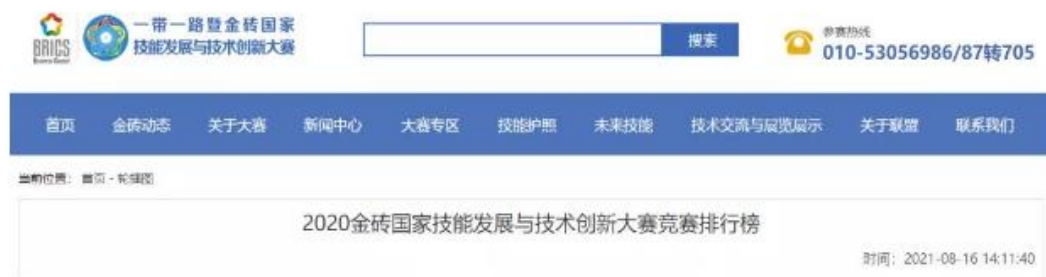 BRICS
一带一路暨金砖国家
技能发展与技术创新大赛
搜索
参赛热线
010-53056986/87转705
首页 金砖动态 关于大赛 新闻中心 大赛专区 技能护照 未来技能 技术交流与展览展示 关于联盟 联系我们
当前位置： 首页 - 轮播图
2020金砖国家技能发展与技术创新大赛竞赛排行榜
时间：2021-08-16 14:11:40